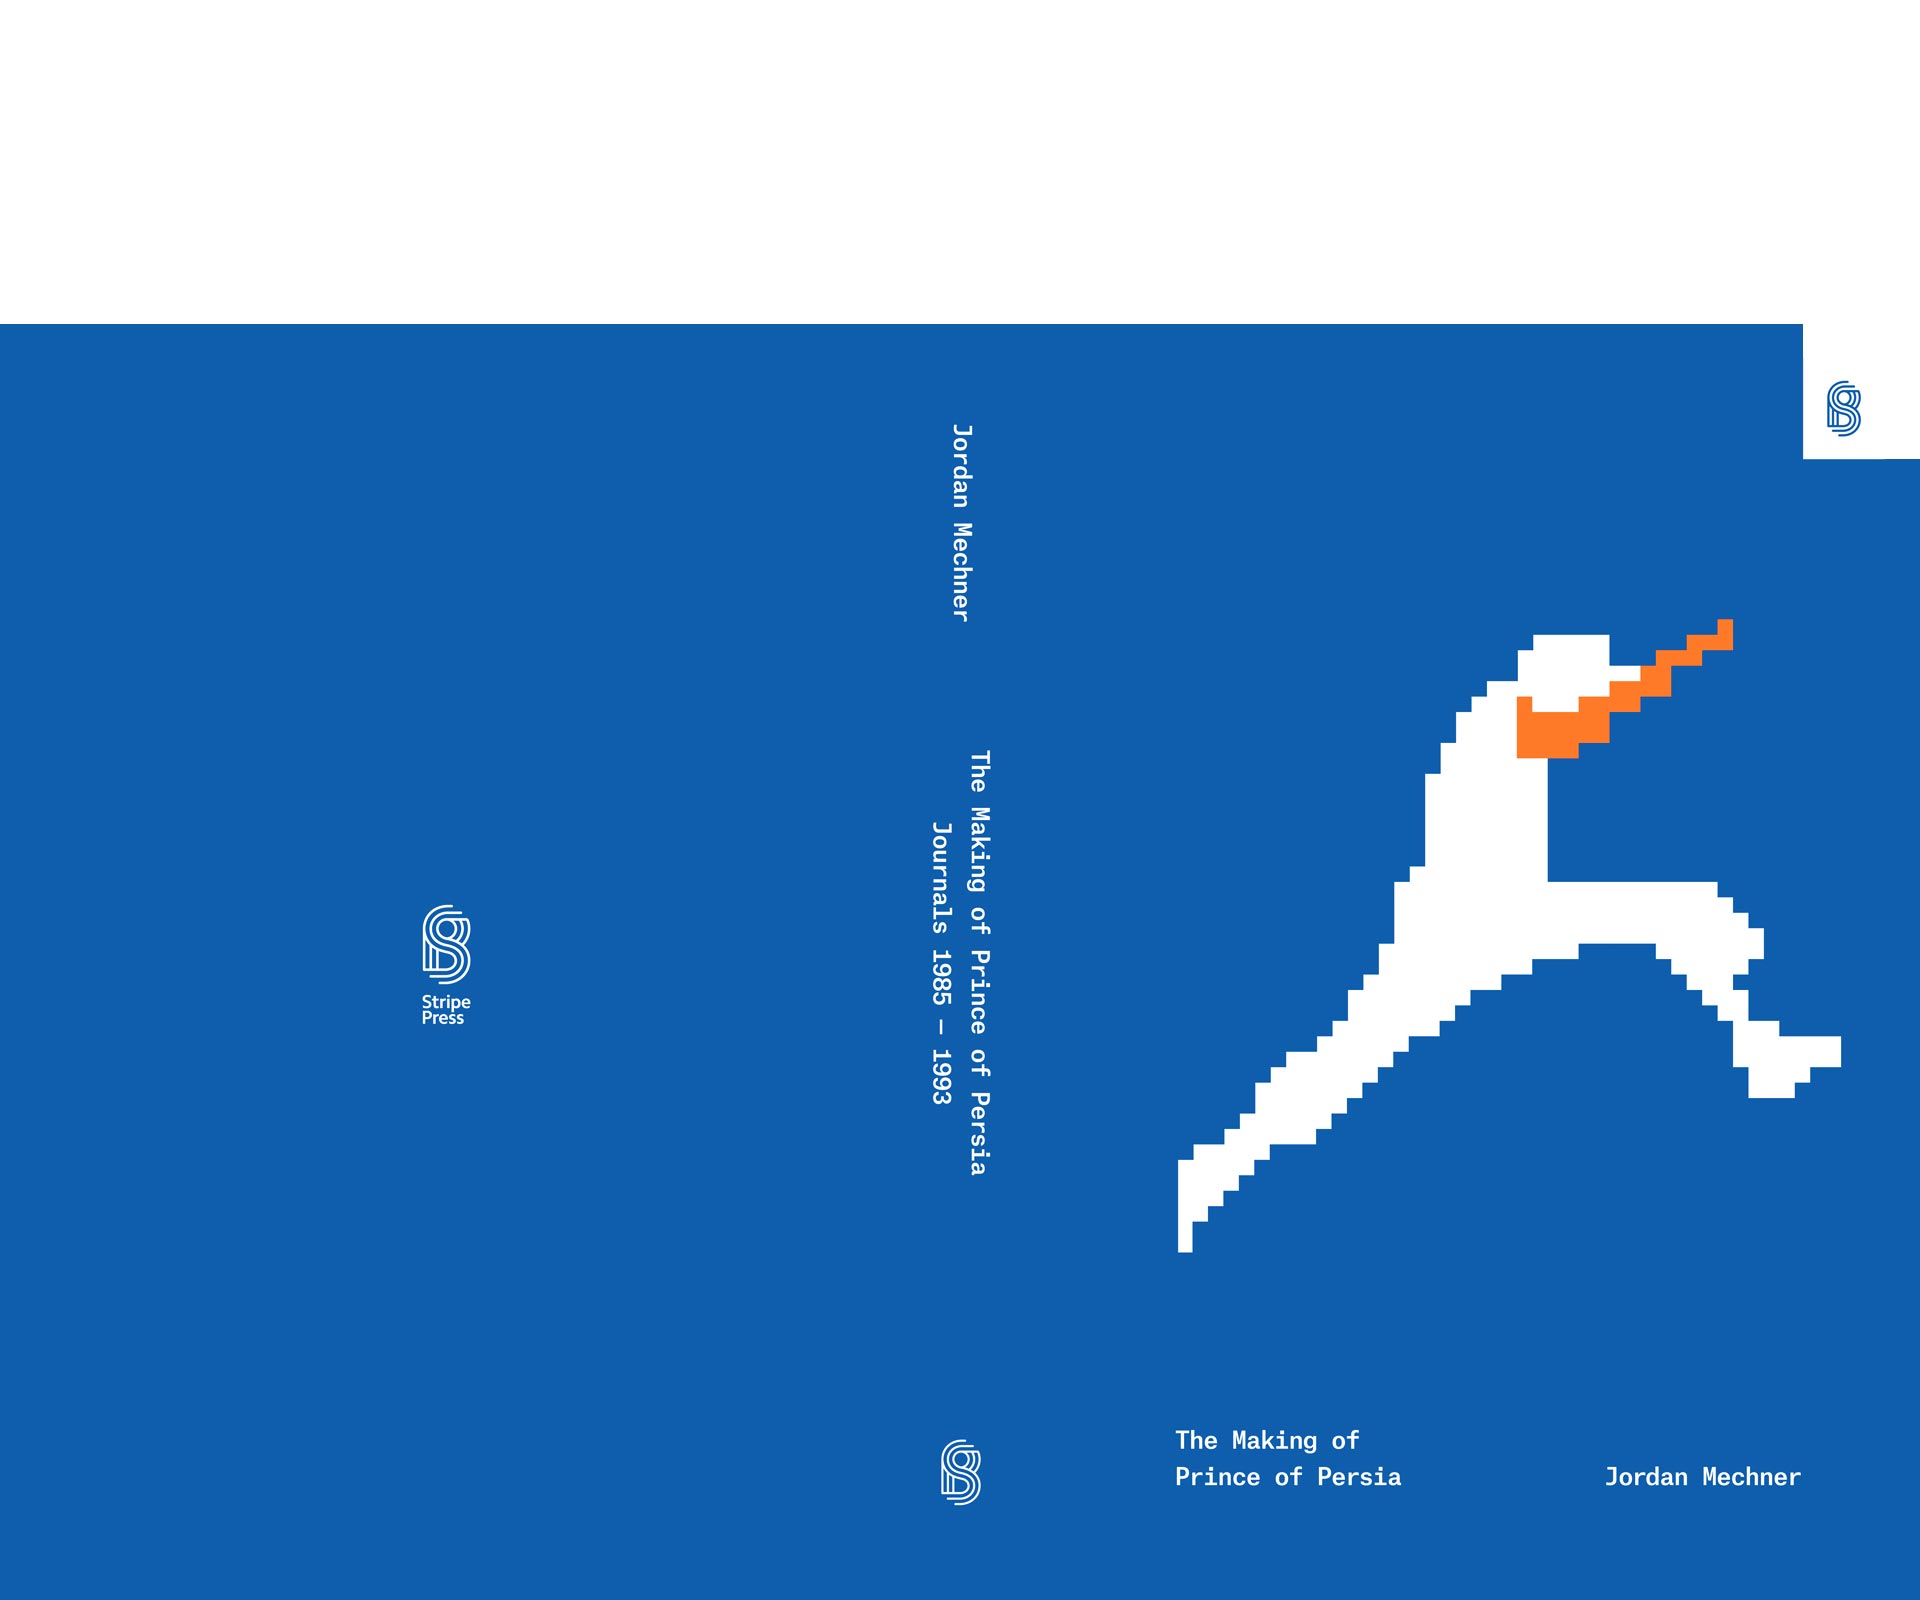 Stripe
Press
Jordan Mechner
The Making of Prince of Persia
Journals 1985 — 1993
The Making of
Prince of Persia
Jordan Mechner